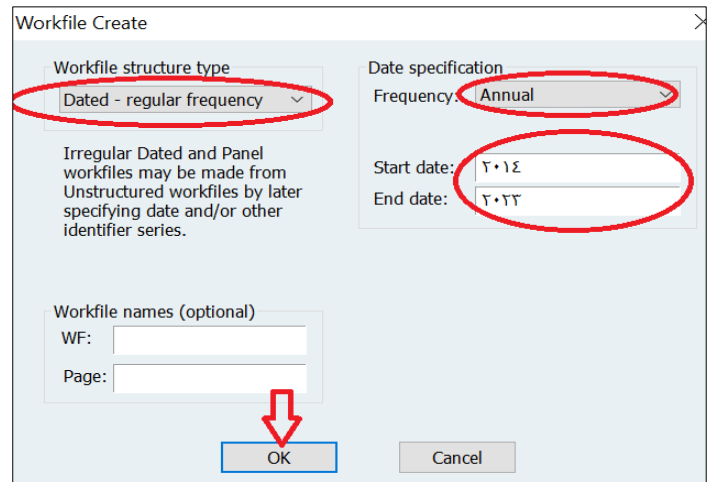 Workfile Create
Workfile structure type
Dated - regular frequency
Irregular Dated and Panel
workfiles may be made from
Unstructured workfiles by later
specifying date and/or other
identifier series.
Date specification
Frequency: Annual
Start date: ٢٠١٤
End date: ٢٠٢٣
Workfile names (optional)
WF:
Page:
OK
Cancel